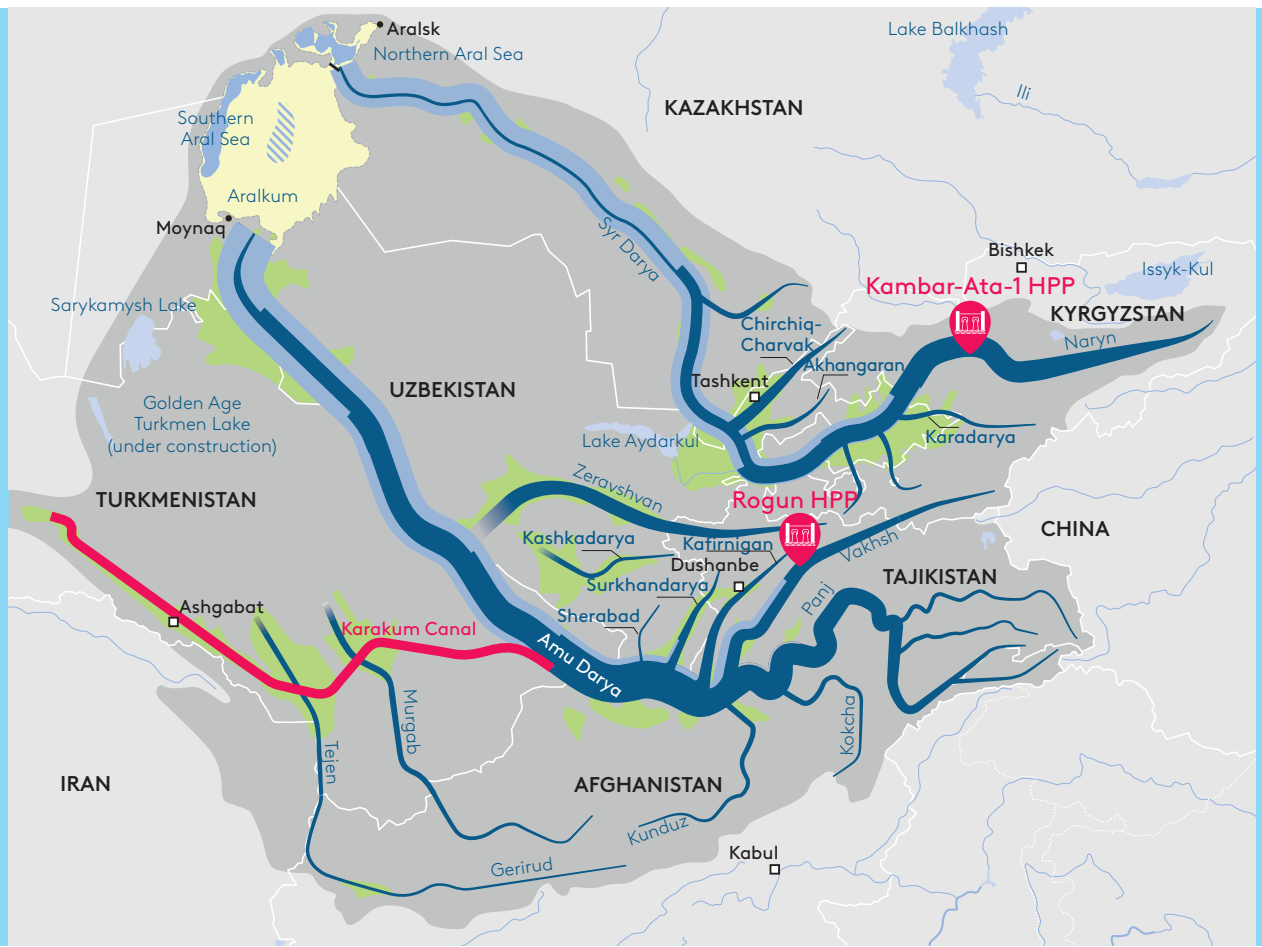 Aralsk
Northern Aral Sea
Lake Balkhash
Ili
KAZAKHSTAN
Southern
Aral Sea
Aralkum
Moynaq
Syr Darya
Bishkek
Issyk-Kul
Kambar-Ata-1 HPP
KYRGYZSTAN
Naryn
Sarykamysh Lake
Chirchiq-
Charvak
Akhangaran
Tashkent
UZBEKISTAN
Golden Age
Turkmen Lake
(under construction)
Lake Aydarkul
Karadarya
Zeravshvan
Rogun HPP
TURKMENISTAN
CHINA
Kashkadarya
Kafirnigan
Vakhsh
Dushanbe
Surkhandarya
TAJIKISTAN
Panj
Sherabad
Ashgabat
Karakum Canal
Amu Darya
Murgab
Tejen
Kokcha
IRAN
AFGHANISTAN
Kunduz
Gerirud
Kabul